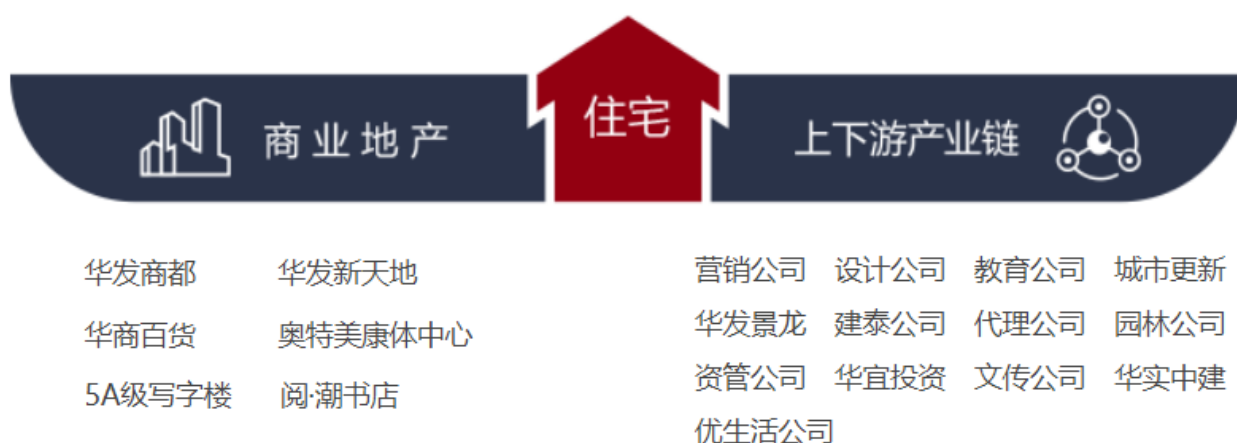 商业地产
住宅
上下游产业链
华发商都 华发新天地
华商百货 奥特美康体中心
5A级写字楼 阅·潮书店
营销公司 设计公司 教育公司 城市更新
华发景龙 建泰公司 代理公司 园林公司
资管公司 华宜投资 文传公司 华实中建
优生活公司